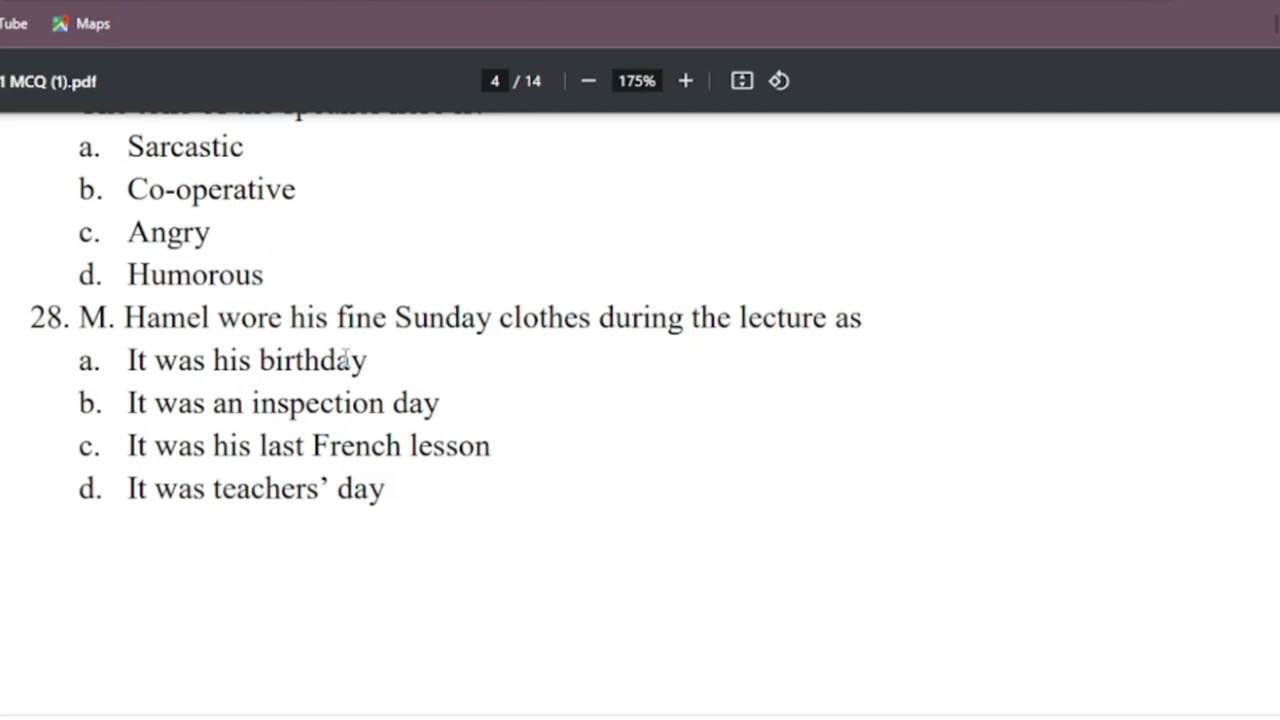 Tube Maps
1 MCQ (1).pdf 4 / 14 175%
a. Sarcastic
b. Co-operative
c. Angry
d. Humorous
28. M. Hamel wore his fine Sunday clothes during the lecture as
a. It was his birthday
b. It was an inspection day
c. It was his last French lesson
d. It was teachers’ day